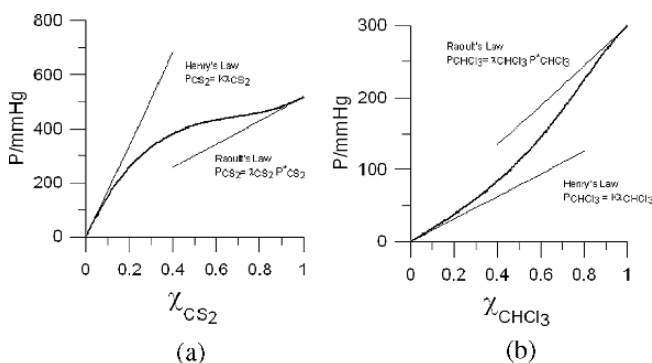 800
600
400
200
0
P/mmHg
Henry's Law
PCS2= kχCS2
Raoult's Law
PCS2= χCS2 P*CS2
0 0.2 0.4 0.6 0.8 1
χCS2
(a)
300
200
100
0
P/mmHg
Raoult's Law
PCHCl3= χCHCl3 P*CHCl3
Henry's Law
PCHCl3 = kχCHCl3
0 0.2 0.4 0.6 0.8 1
χCHCl3
(b)